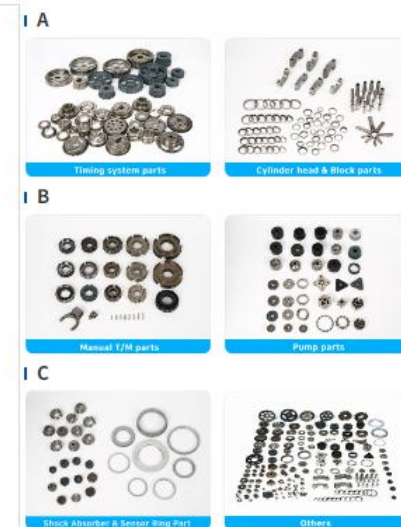 A
Timing system parts
Cylinder head & Block parts
B
Manual T/M parts
Pump parts
C
Shock Absorber & Sensor Ring Part
Others